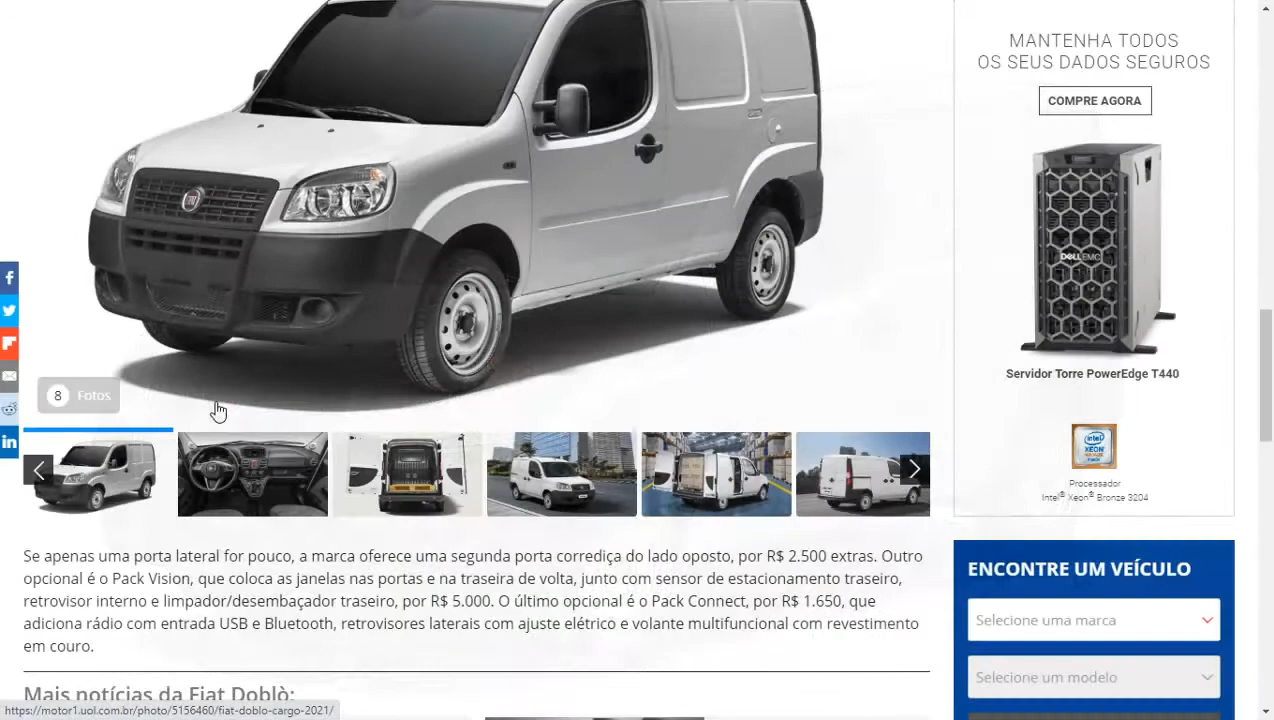 MANTENHA TODOS
OS SEUS DADOS SEGUROS
COMPRE AGORA
DELLEMC
Servidor Torre PowerEdge T440
8 Fotos
intel
XEON
BRONZE
inside
Processador
Intel® Xeon® Bronze 3204
Se apenas uma porta lateral for pouco, a marca oferece uma segunda porta corrediça do lado oposto, por R$ 2.500 extras. Outro
opcional é o Pack Vision, que coloca as janelas nas portas e na traseira de volta, junto com sensor de estacionamento traseiro,
retrovisor interno e limpador/desembaçador traseiro, por R$ 5.000. O último opcional é o Pack Connect, por R$ 1.650, que
adiciona rádio com entrada USB e Bluetooth, retrovisores laterais com ajuste elétrico e volante multifuncional com revestimento
em couro.
Mais notícias da Fiat Doblò:
ENCONTRE UM VEÍCULO
Selecione uma marca
Selecione um modelo
https://motor1.uol.com.br/photo/5156460/fiat-doblo-cargo-2021/